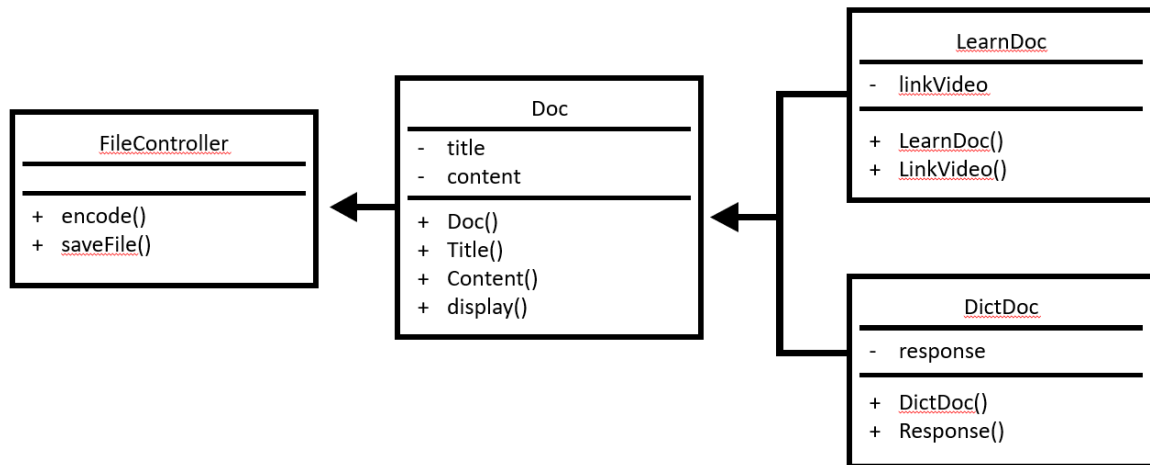 FileController
+ encode()
+ saveFile()
Doc
- title
- content
+ Doc()
+ Title()
+ Content()
+ display()
LearnDoc
- linkVideo
+ LearnDoc()
+ LinkVideo()
DictDoc
- response
+ DictDoc()
+ Response()